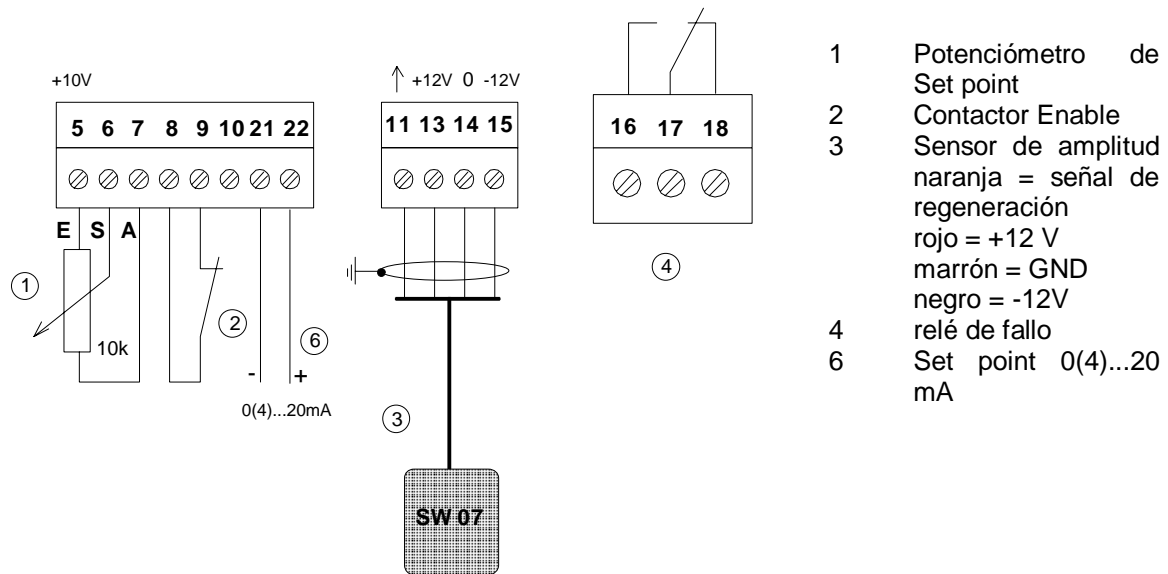 +10V
5 6 7 8 9 10 21 22
E S A
1
10k
2
6
- +
0(4)...20mA
+12V 0 -12V
11 13 14 15
3
SW 07
16 17 18
4
1 Potenciómetro de
Set point
2 Contactor Enable
3 Sensor de amplitud
naranja = señal de
regeneración
rojo = +12 V
marrón = GND
negro = -12V
4 relé de fallo
6 Set point 0(4)...20
mA